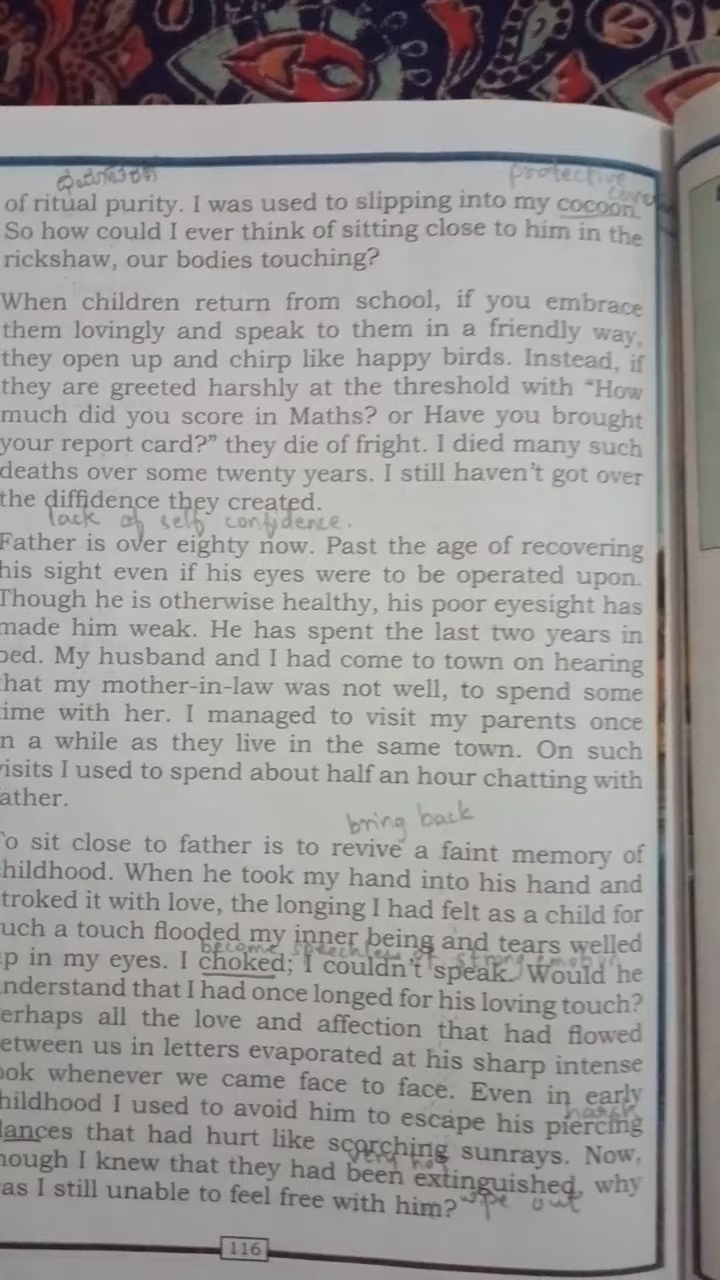 protective
cover
of ritual purity. I was used to slipping into my cocoon.
So how could I ever think of sitting close to him in the
rickshaw, our bodies touching?
When children return from school, if you embrace
them lovingly and speak to them in a friendly way,
they open up and chirp like happy birds. Instead, if
they are greeted harshly at the threshold with “How
much did you score in Maths? or Have you brought
your report card?” they die of fright. I died many such
deaths over some twenty years. I still haven’t got over
the diffidence they created.
lack of self confidence.
Father is over eighty now. Past the age of recovering
his sight even if his eyes were to be operated upon.
Though he is otherwise healthy, his poor eyesight has
made him weak. He has spent the last two years in
bed. My husband and I had come to town on hearing
that my mother-in-law was not well, to spend some
time with her. I managed to visit my parents once
in a while as they live in the same town. On such
visits I used to spend about half an hour chatting with
father.
bring back
To sit close to father is to revive a faint memory of
childhood. When he took my hand into his hand and
stroked it with love, the longing I had felt as a child for
such a touch flooded my inner being and tears welled
become speechless of strong emotion
up in my eyes. I choked; I couldn’t speak. Would he
understand that I had once longed for his loving touch?
Perhaps all the love and affection that had flowed
between us in letters evaporated at his sharp intense
look whenever we came face to face. Even in early
childhood I used to avoid him to escape his piercing
harsh
glances that had hurt like scorching sunrays. Now,
very hot
though I knew that they had been extinguished, why
was I still unable to feel free with him?
wipe out
116